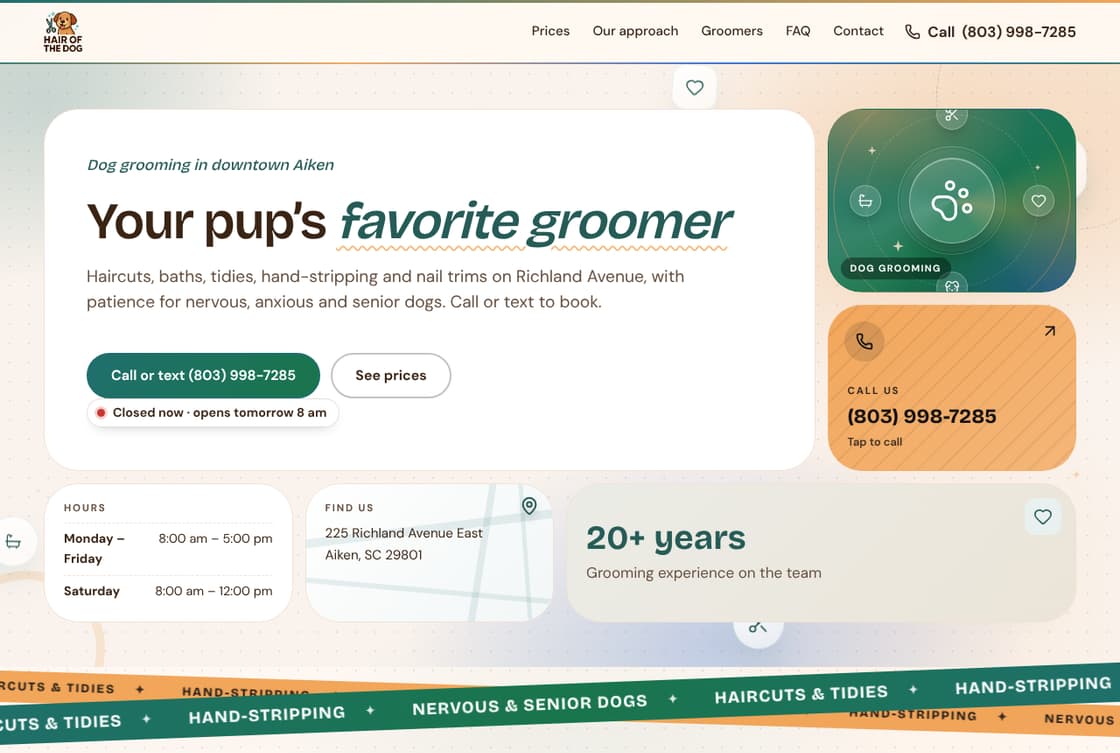 HAIR OF
THE DOG
Prices
Our approach
Groomers
FAQ
Contact
Call (803) 998-7285
Dog grooming in downtown Aiken
Your pup's favorite groomer
Haircuts, baths, tidies, hand-stripping and nail trims on Richland Avenue, with
patience for nervous, anxious and senior dogs. Call or text to book.
Call or text (803) 998-7285
See prices
Closed now · opens tomorrow 8 am
DOG GROOMING
CALL US
(803) 998-7285
Tap to call
HOURS
Monday –
Friday
8:00 am – 5:00 pm
Saturday
8:00 am – 12:00 pm
FIND US
225 Richland Avenue East
Aiken, SC 29801
20+ years
Grooming experience on the team
RCUTS & TIDIES ✦ HAND-STRIPPING
CUTS & TIDIES ✦ HAND-STRIPPING ✦ NERVOUS & SENIOR DOGS ✦ HAIRCUTS & TIDIES ✦ HAND-STRIPPING
HAND-STRIPPING ✦ NERVOUS